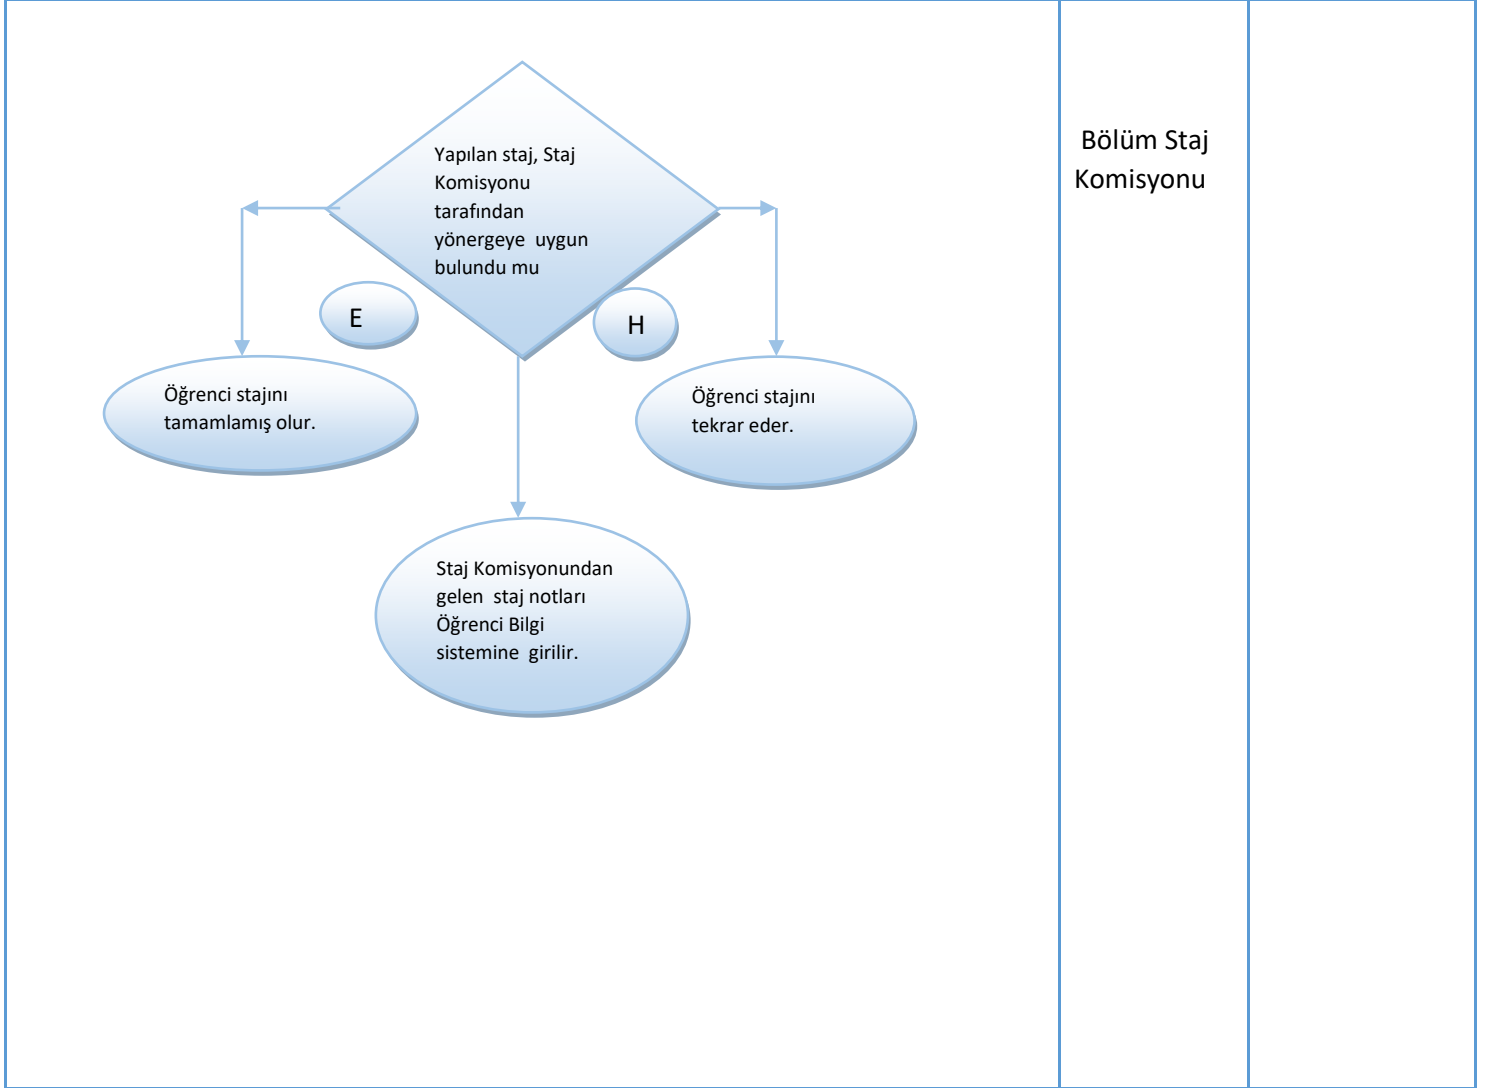 Yapılan staj, Staj
Komisyonu
tarafından
yönergeye  uygun
bulundu mu
Bölüm Staj
Komisyonu
E
H
Öğrenci stajını
tamamlamış olur.
Öğrenci stajını
tekrar eder.
Staj Komisyonundan
gelen  staj notları
Öğrenci Bilgi
sistemine  girilir.